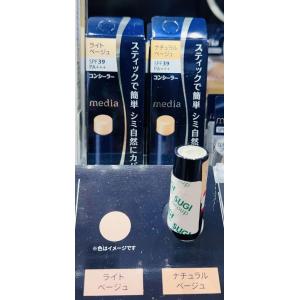 ライト
ベージュ
SPF39
PA+++
コンシーラー
media
スティックで簡単
シミ自然にカバ
ナチュラル
ベージュ
SPF39
PA+++
コンシーラー
media
スティックで簡単
シミ自然にカバ
SUGI
※色はイメージです
ライト
ベージュ
ナチュラル
ベージュ